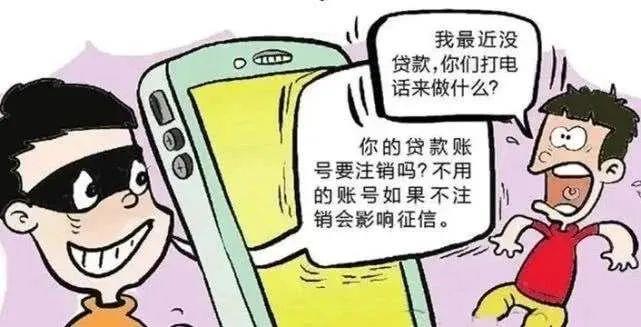 我最近没
贷款,你们打电
话来做什么?
你的贷款账
号要注销吗?不用
的账号如果不注
销会影响征信。